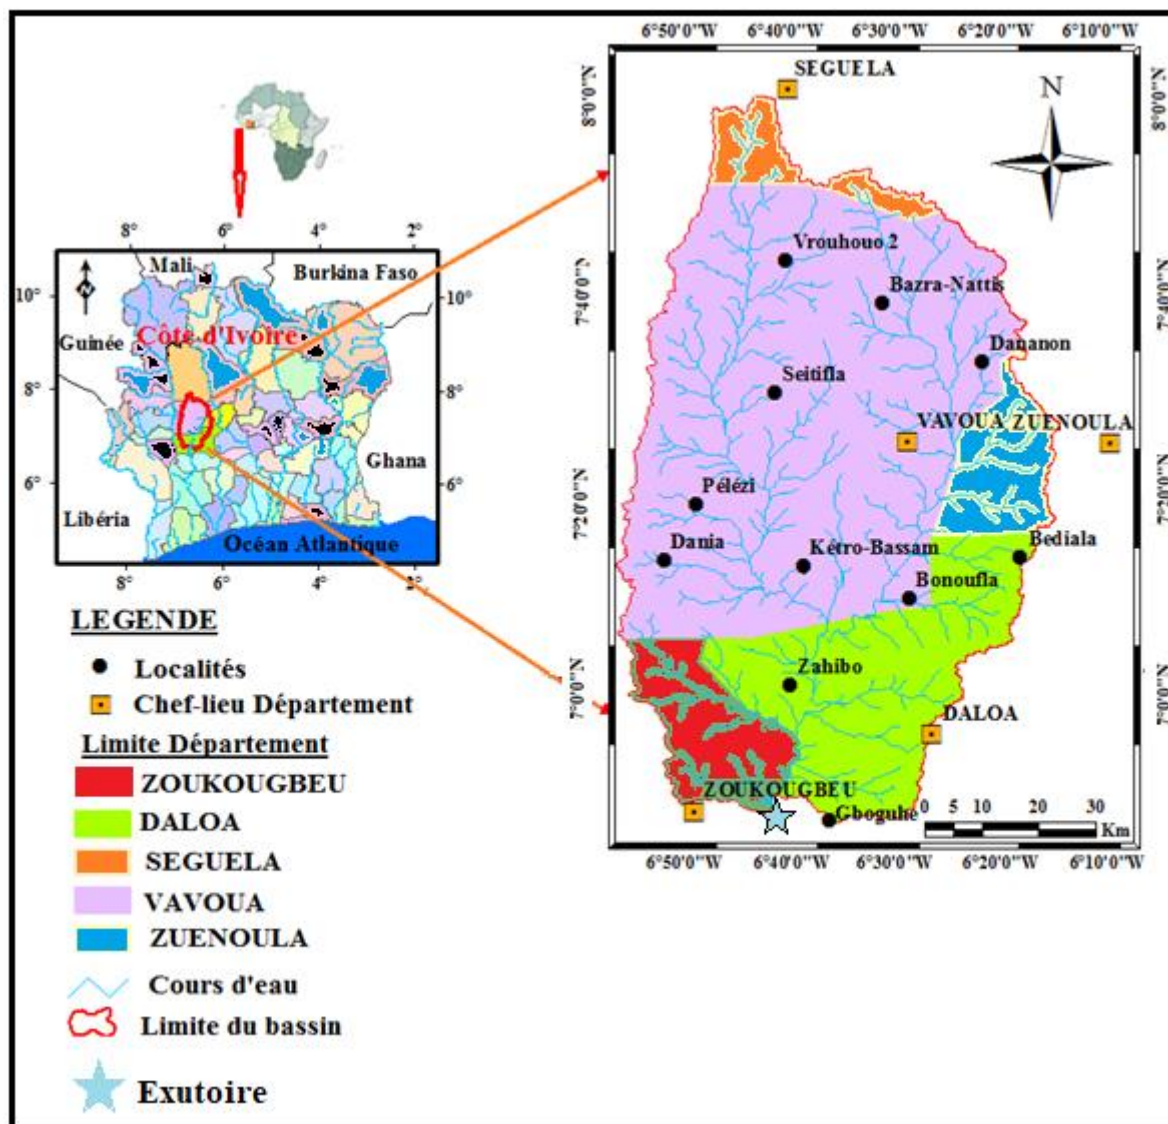 8° 6° 4° 2°
Mali
Burkina Faso
10° 10°
Côte d'Ivoire
Guinée
8° 8°
Ghana
6° 6°
Libéria
Océan Atlantique
8° 6° 4° 2°
N
LEGENDE
Localités
Chef-lieu Département
Limite Département
ZOUKOUGBEU
DALOA
SEGUELA
VAVOUA
ZUENOULA
Cours d'eau
Limite du bassin
Exutoire
6°50'0"W 6°40'0"W 6°30'0"W 6°20'0"W 6°10'0"W
SEGUELA
8°0'0"N 8°0'0"N
N
Vrouhouo 2
Bazra-Nattis
7°40'0"N 7°40'0"N
Dananon
Seitifla
VAVOUA ZUENOULA
Pélézi
7°20'0"N 7°20'0"N
Dania
Kétro-Bassam
Bediala
Bonoufla
Zahibo
7°0'0"N 7°0'0"N
DALOA
ZOUKOUGBEU
Gboguhe
0 5 10 20 30
Km
6°50'0"W 6°40'0"W 6°30'0"W 6°20'0"W 6°10'0"W